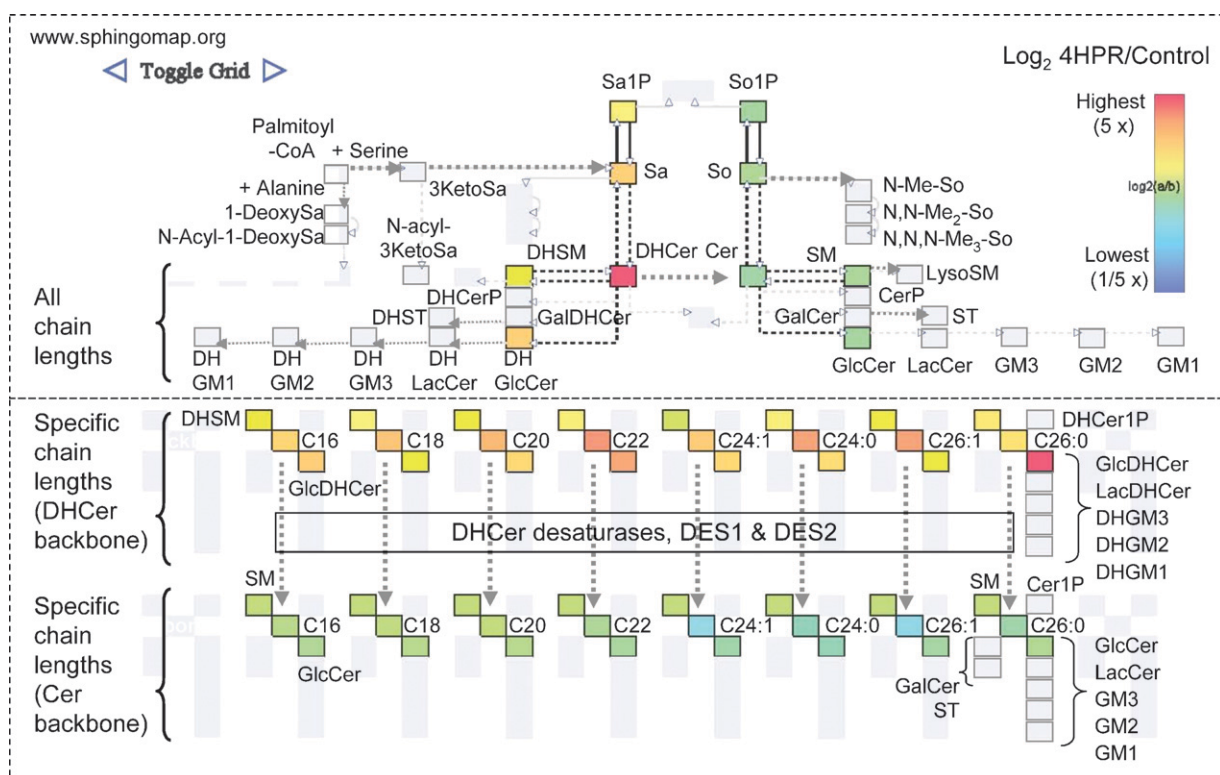 www.sphingomap.org
Toggle Grid
Log2 4HPR/Control
Highest
(5 x)
log2(a/b)
Lowest
(1/5 x)
Sa1P
So1P
Palmitoyl
-CoA
+ Serine
3KetoSa
Sa
So
+ Alanine
1-DeoxySa
N-Acyl-1-DeoxySa
N-acyl-
3KetoSa
N-Me-So
N,N-Me2-So
N,N,N-Me3-So
DHSM
DHCer
Cer
SM
LysoSM
DHCerP
CerP
DHST
GalDHCer
GalCer
ST
All
chain
lengths
DH
GM1
DH
GM2
DH
GM3
DH
LacCer
DH
GlcCer
GlcCer
LacCer
GM3
GM2
GM1
Specific
chain
lengths
(DHCer
backbone)
DHSM
C16
C18
C20
C22
C24:1
C24:0
C26:1
C26:0
DHCer1P
GlcDHCer
GlcDHCer
LacDHCer
DHGM3
DHGM2
DHGM1
DHCer desaturases, DES1 & DES2
Specific
chain
lengths
(Cer
backbone)
SM
C16
C18
C20
C22
C24:1
C24:0
C26:1
SM
C26:0
Cer1P
GlcCer
GalCer
ST
GlcCer
LacCer
GM3
GM2
GM1